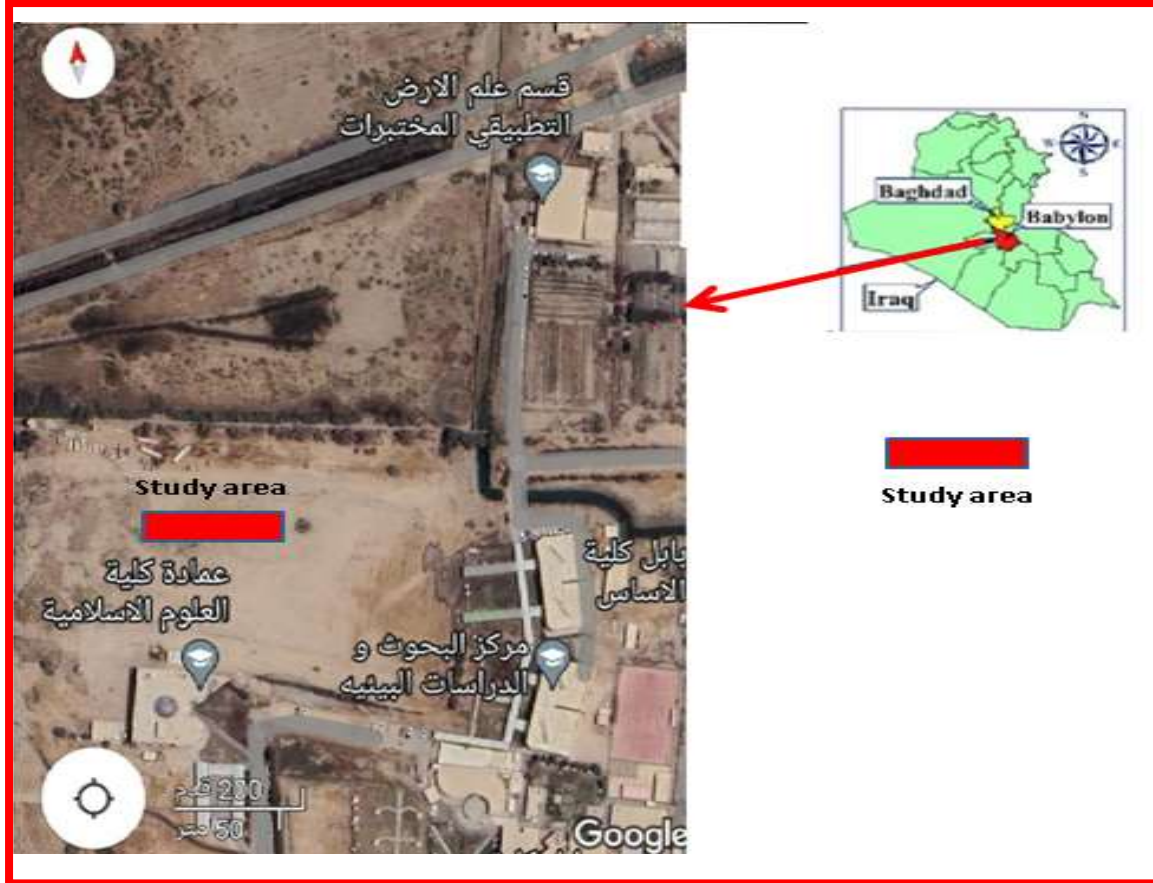 قسم علم الارض
التطبيقي المختبرات
Study area
عمادة كلية
العلوم الاسلامية
بابل كلية
الاساس
مركز البحوث و
الدراسات البيئيه
200 قدم
50 متر
Google
N
W
E
S
Baghdad
Babylon
Iraq
Study area